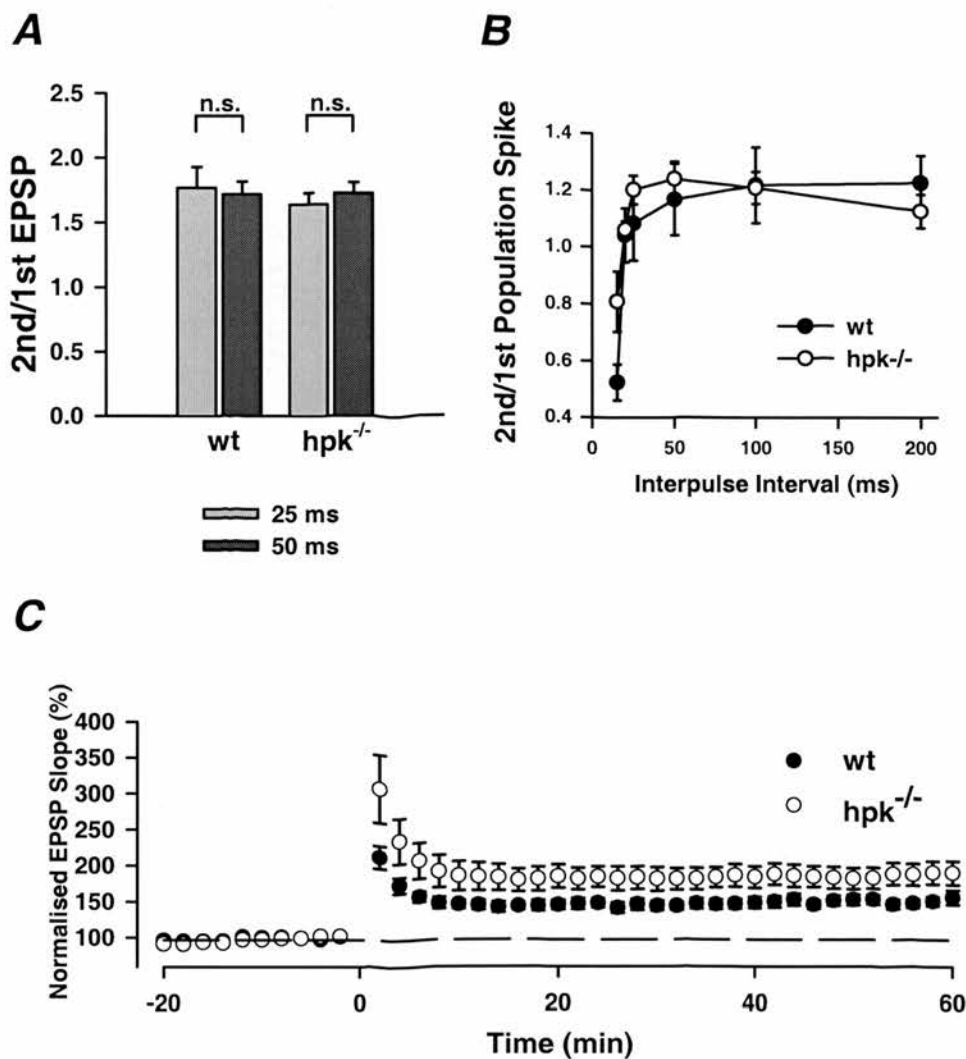 A
2nd/1st EPSP
2.5
2.0
1.5
1.0
0.5
0.0
n.s.
n.s.
wt
hpk-/-
25 ms
50 ms
B
2nd/1st Population Spike
1.4
1.2
1.0
0.8
0.6
0.4
wt
hpk-/-
0
50
100
150
200
Interpulse Interval (ms)
C
Normalised EPSP Slope (%)
400
350
300
250
200
150
100
wt
hpk-/-
-20
0
20
40
60
Time (min)